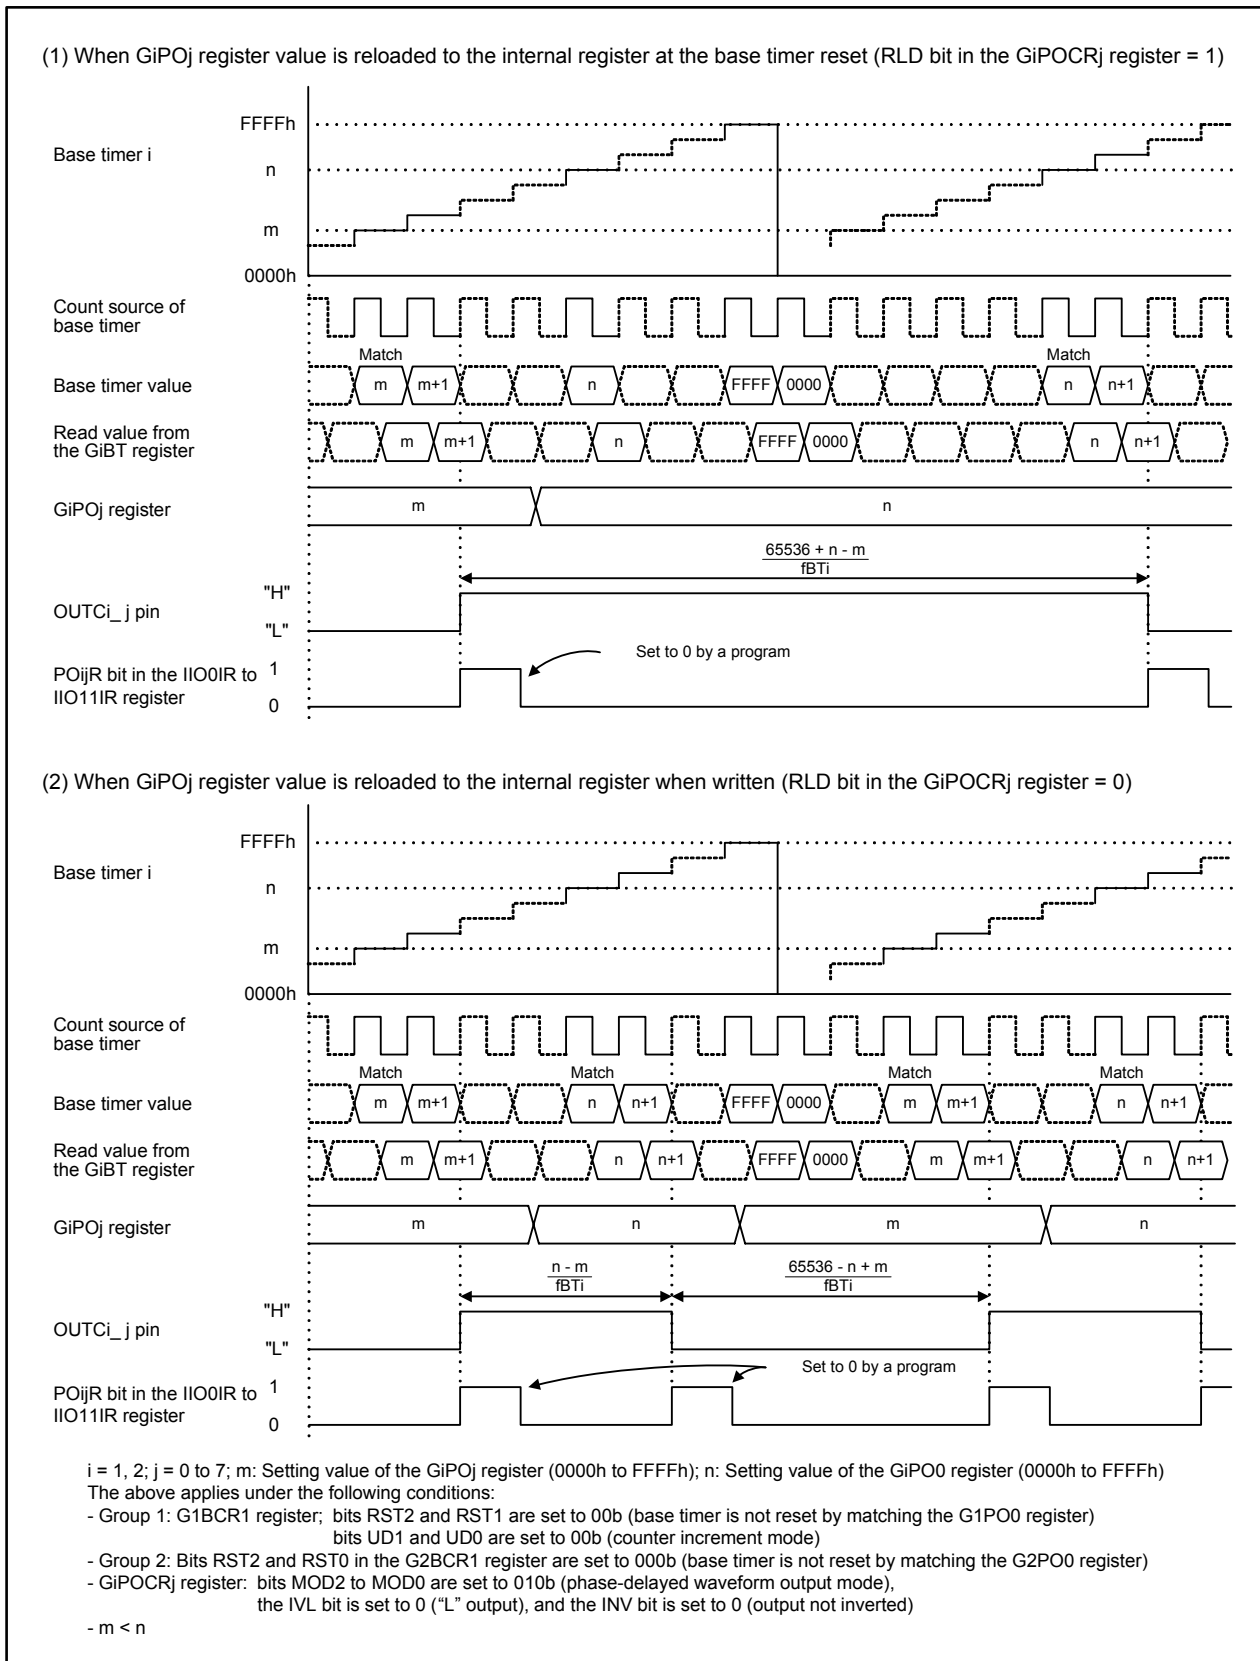 (1) When GiPOj register value is reloaded to the internal register at the base timer reset (RLD bit in the GiPOCRj register = 1)
FFFFh
Base timer i
n
m
0000h
Count source of
base timer
Match Match
Base timer value
m m+1 n FFFF 0000 n n+1
Read value from
the GiBT register
m m+1 n FFFF 0000 n n+1
GiPOj register
m n
65536 + n - m
fBTi
"H"
OUTCi_ j pin
"L"
Set to 0 by a program
POijR bit in the IIO0IR to
IIO11IR register
1
0
(2) When GiPOj register value is reloaded to the internal register when written (RLD bit in the GiPOCRj register = 0)
FFFFh
Base timer i
n
m
0000h
Count source of
base timer
Match Match Match Match
Base timer value
m m+1 n n+1 FFFF 0000 m m+1 n n+1
Read value from
the GiBT register
m m+1 n n+1 FFFF 0000 m m+1 n n+1
GiPOj register
m n m n
n - m
fBTi
65536 - n + m
fBTi
"H"
OUTCi_ j pin
"L"
Set to 0 by a program
POijR bit in the IIO0IR to
IIO11IR register
1
0
i = 1, 2; j = 0 to 7; m: Setting value of the GiPOj register (0000h to FFFFh); n: Setting value of the GiPO0 register (0000h to FFFFh)
The above applies under the following conditions:
- Group 1: G1BCR1 register; bits RST2 and RST1 are set to 00b (base timer is not reset by matching the G1PO0 register)
bits UD1 and UD0 are set to 00b (counter increment mode)
- Group 2: Bits RST2 and RST0 in the G2BCR1 register are set to 000b (base timer is not reset by matching the G2PO0 register)
- GiPOCRj register: bits MOD2 to MOD0 are set to 010b (phase-delayed waveform output mode),
the IVL bit is set to 0 (“L” output), and the INV bit is set to 0 (output not inverted)
- m < n